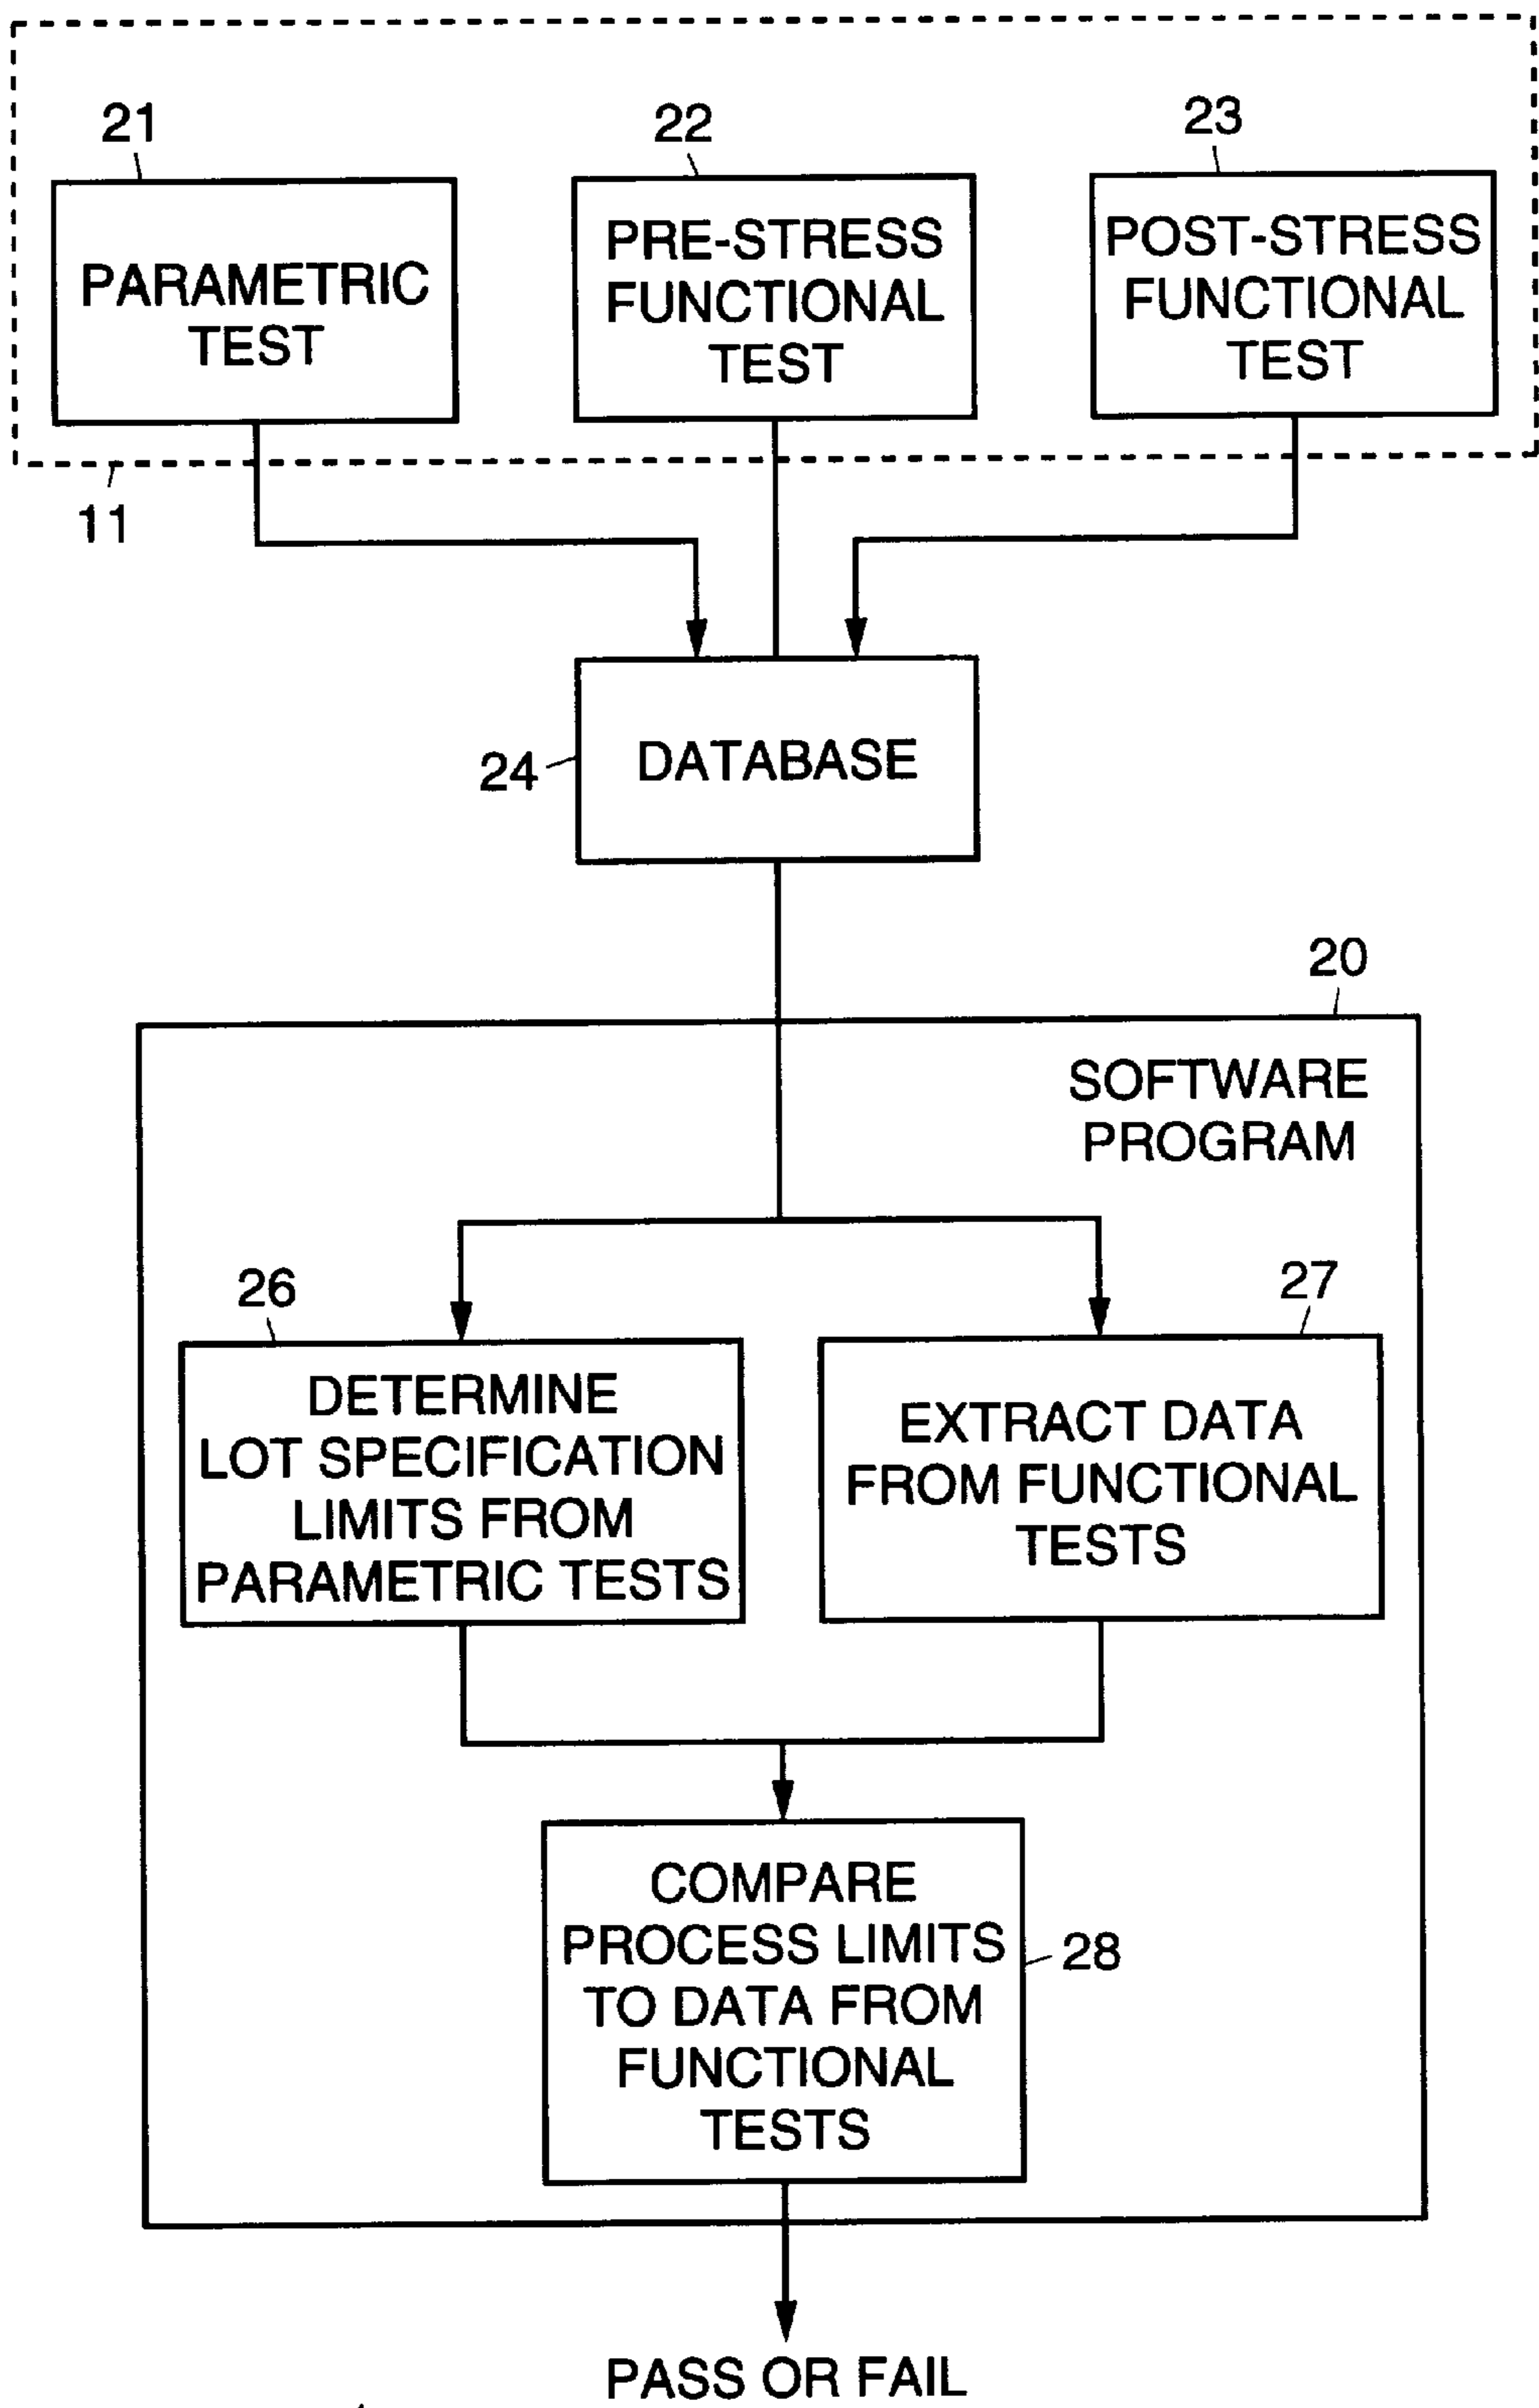 21
22
23
PARAMETRIC
TEST
PRE-STRESS
FUNCTIONAL
TEST
POST-STRESS
FUNCTIONAL
TEST
11
24
DATABASE
20
SOFTWARE
PROGRAM
26
27
DETERMINE
LOT SPECIFICATION
LIMITS FROM
PARAMETRIC TESTS
EXTRACT DATA
FROM FUNCTIONAL
TESTS
COMPARE
PROCESS LIMITS
TO DATA FROM
FUNCTIONAL
TESTS
28
PASS OR FAIL